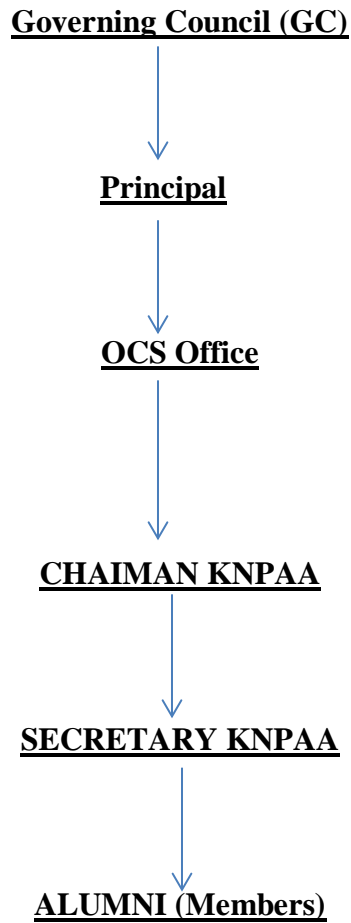 Governing Council (GC)
Principal
OCS Office
CHAIMAN KNPAA
SECRETARY KNPAA
ALUMNI (Members)